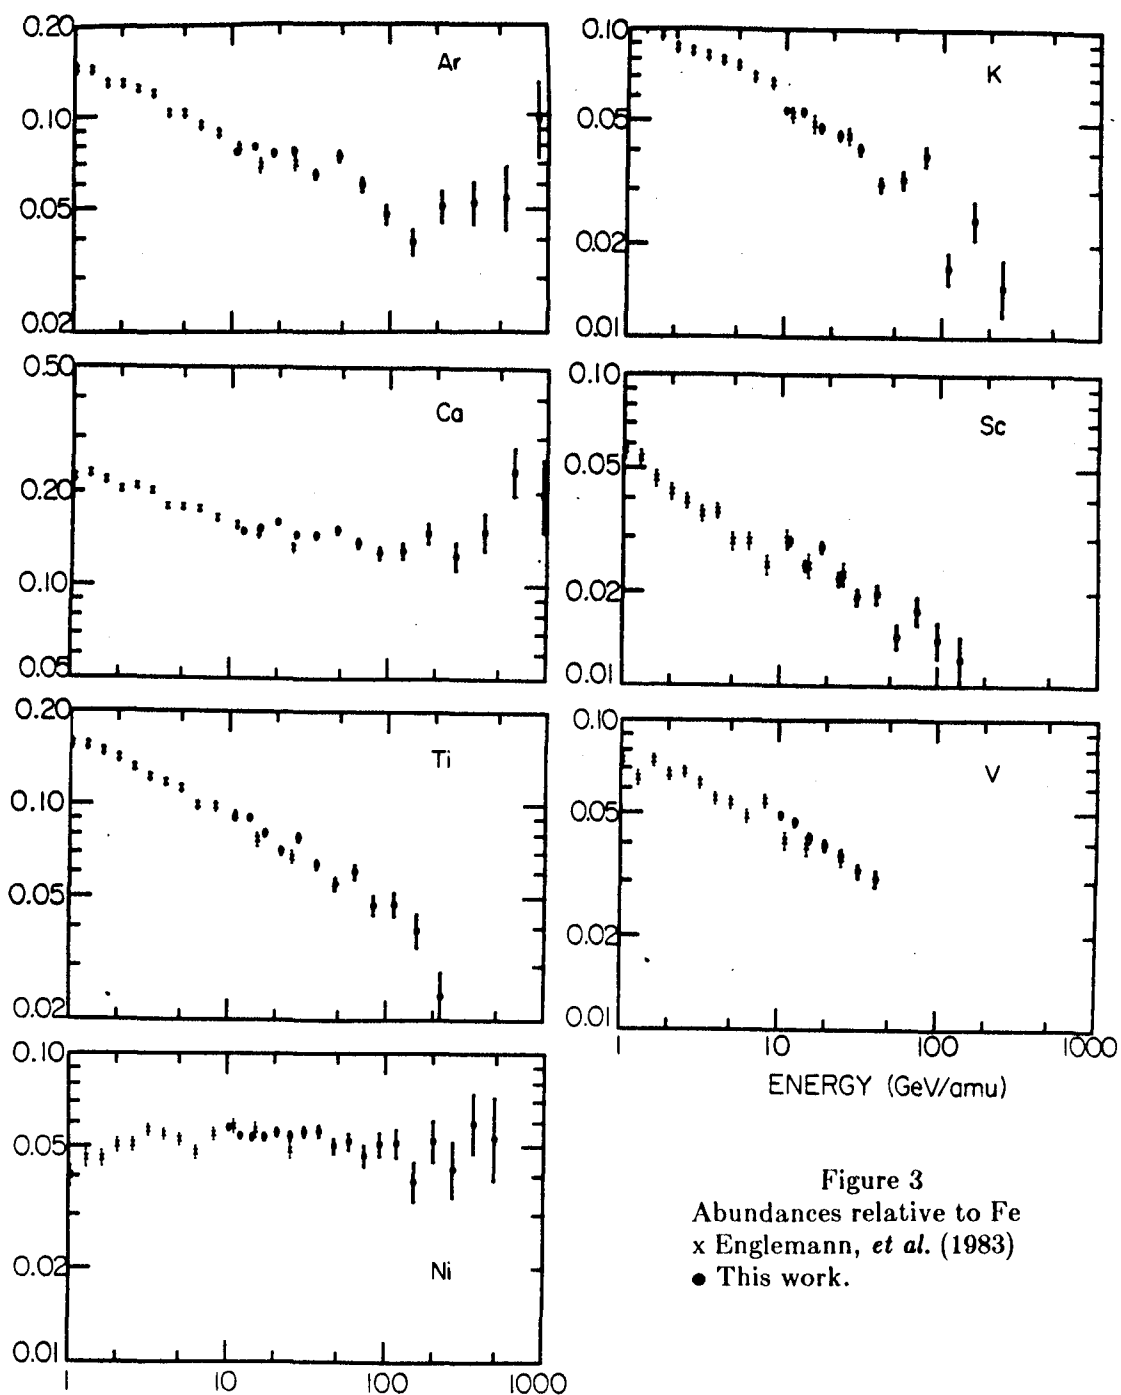 0.20
Ar
0.10
0.05
0.02
0.10
K
0.05
0.02
0.01
0.50
Ca
0.20
0.10
0.05
0.10
Sc
0.05
0.02
0.01
0.20
Ti
0.10
0.05
0.02
0.10
V
0.05
0.02
0.01
1 10 100 1000
ENERGY (GeV/amu)
0.10
0.05
0.02
Ni
0.01
1 10 100 1000
Figure 3
Abundances relative to Fe
x Englemann, et al. (1983)
● This work.